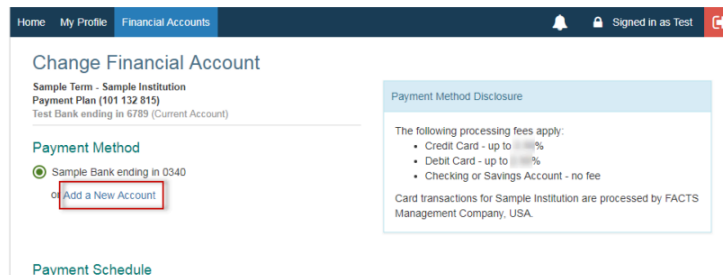 Home My Profile Financial Accounts Signed in as Test
Change Financial Account
Sample Term - Sample Institution
Payment Plan (101 132 815)
Test Bank ending in 6789 (Current Account)
Payment Method
Sample Bank ending in 0340
or Add a New Account
Payment Schedule
Payment Method Disclosure
The following processing fees apply:
• Credit Card - up to %
• Debit Card - up to %
• Checking or Savings Account - no fee
Card transactions for Sample Institution are processed by FACTS
Management Company, USA.